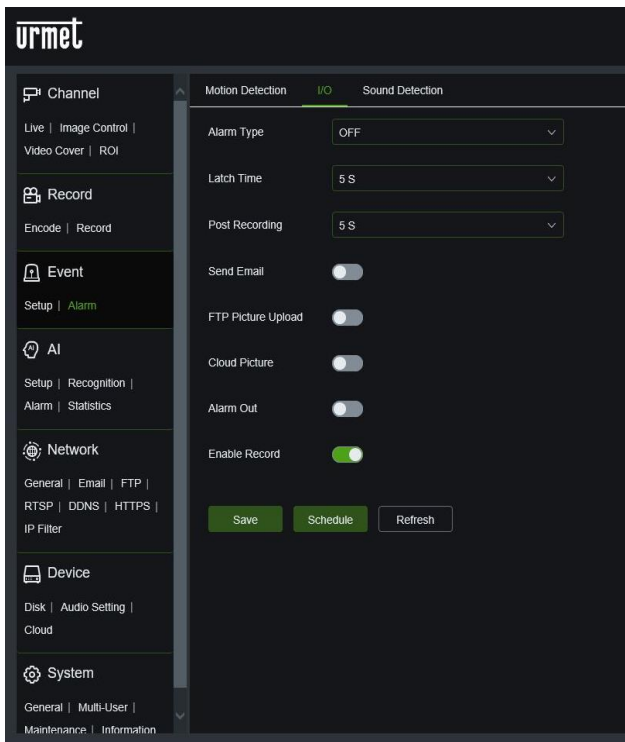 urmet
Channel
Live | Image Control |
Video Cover | ROI
Record
Encode | Record
Event
Setup | Alarm
AI
AI
Setup | Recognition |
Alarm | Statistics
Network
General | Email | FTP |
RTSP | DDNS | HTTPS |
IP Filter
Device
Disk | Audio Setting |
Cloud
System
General | Multi-User |
Maintenance | Information
Motion Detection I/O Sound Detection
Alarm Type OFF
Latch Time 5 S
Post Recording 5 S
Send Email
FTP Picture Upload
Cloud Picture
Alarm Out
Enable Record
Save Schedule Refresh